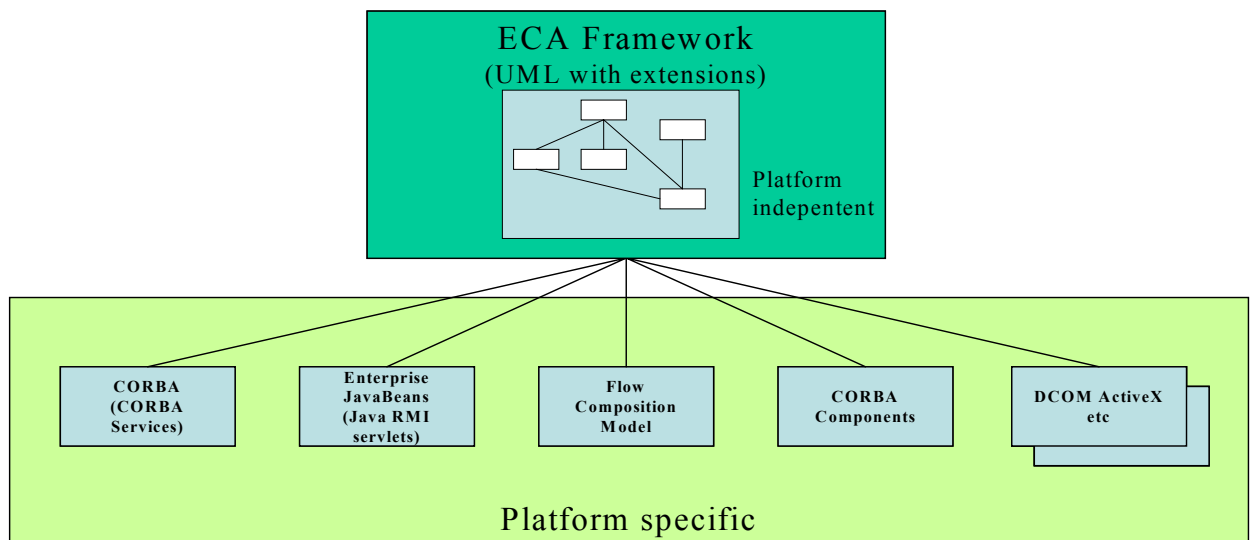 ECA Framework
(UML with extensions)
Platform
indepentent
CORBA
(CORBA
Services)
Enterprise
JavaBeans
(Java RMI
servlets)
Flow
Composition
Model
CORBA
Components
DCOM ActiveX
etc
Platform specific